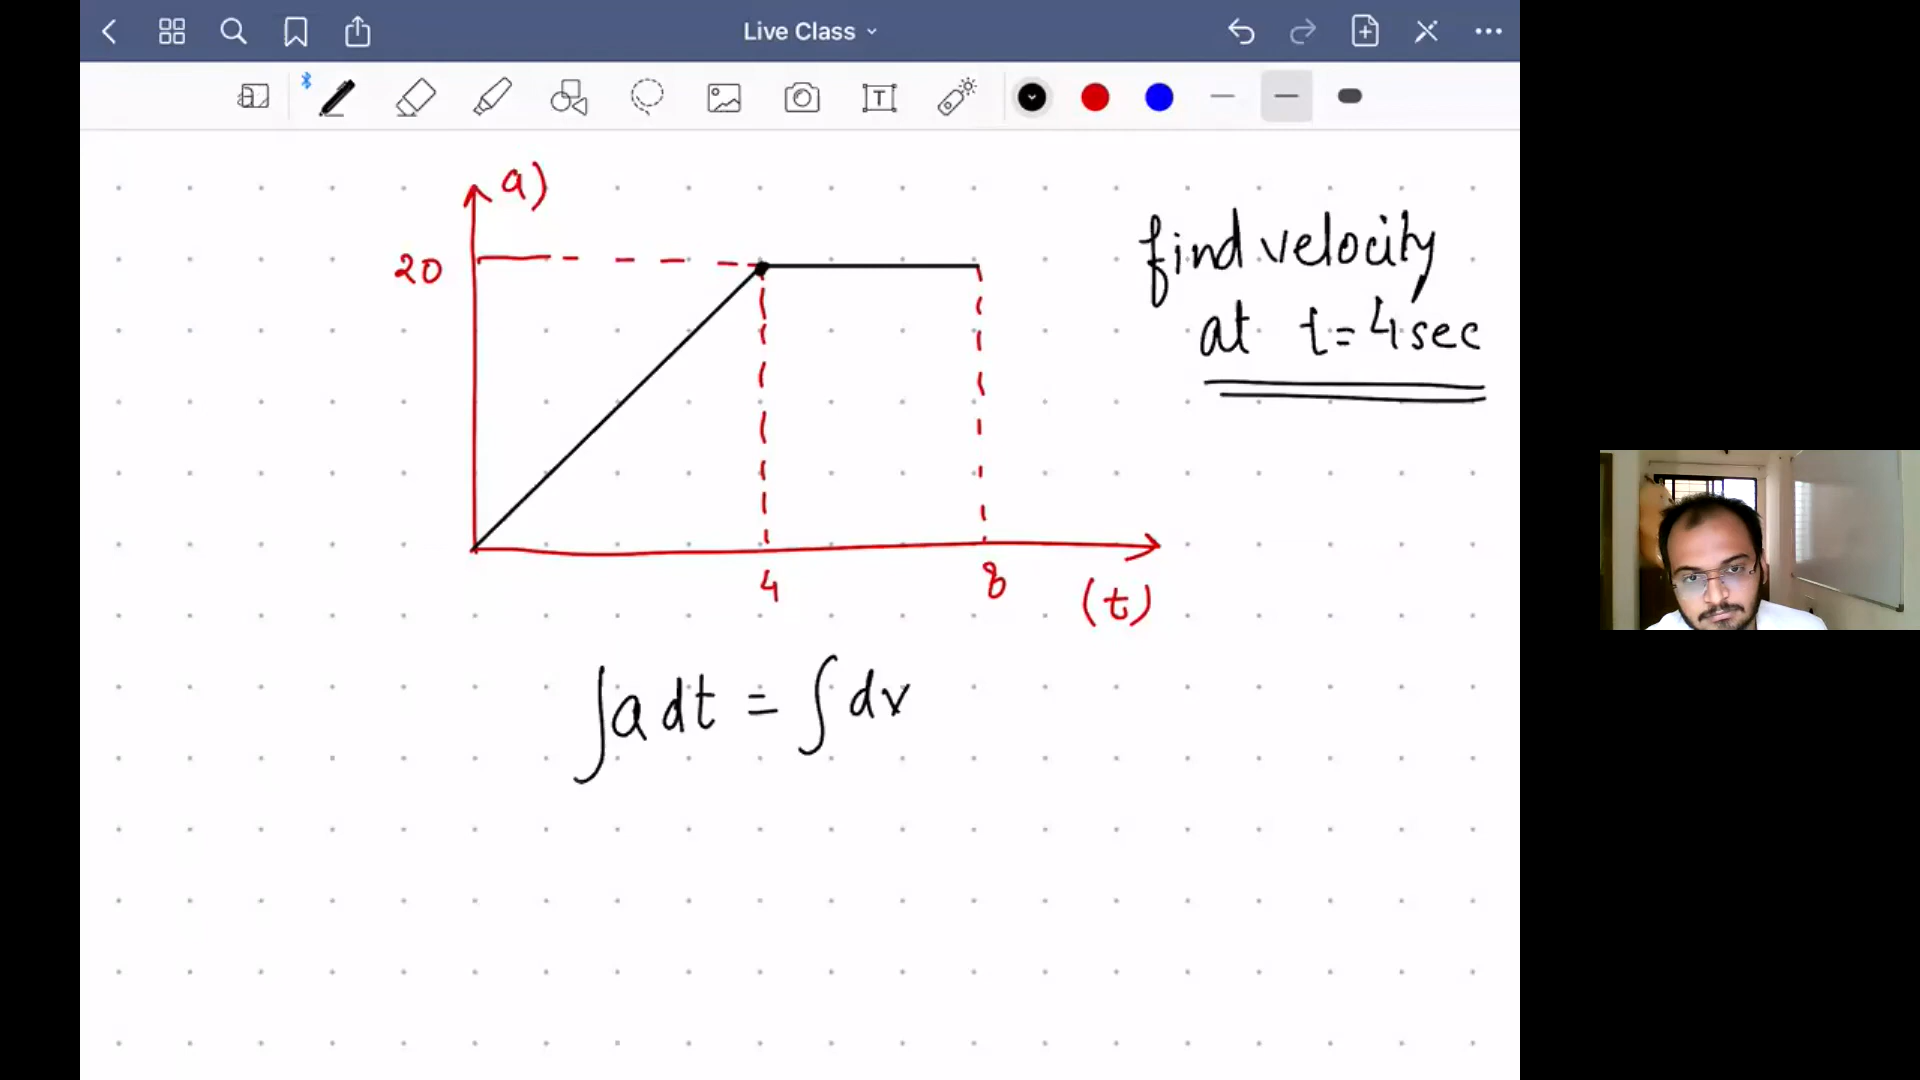 Live Class
T
a)
20
find velocity
at t=4sec
4
8
(t)
∫a dt = ∫dv